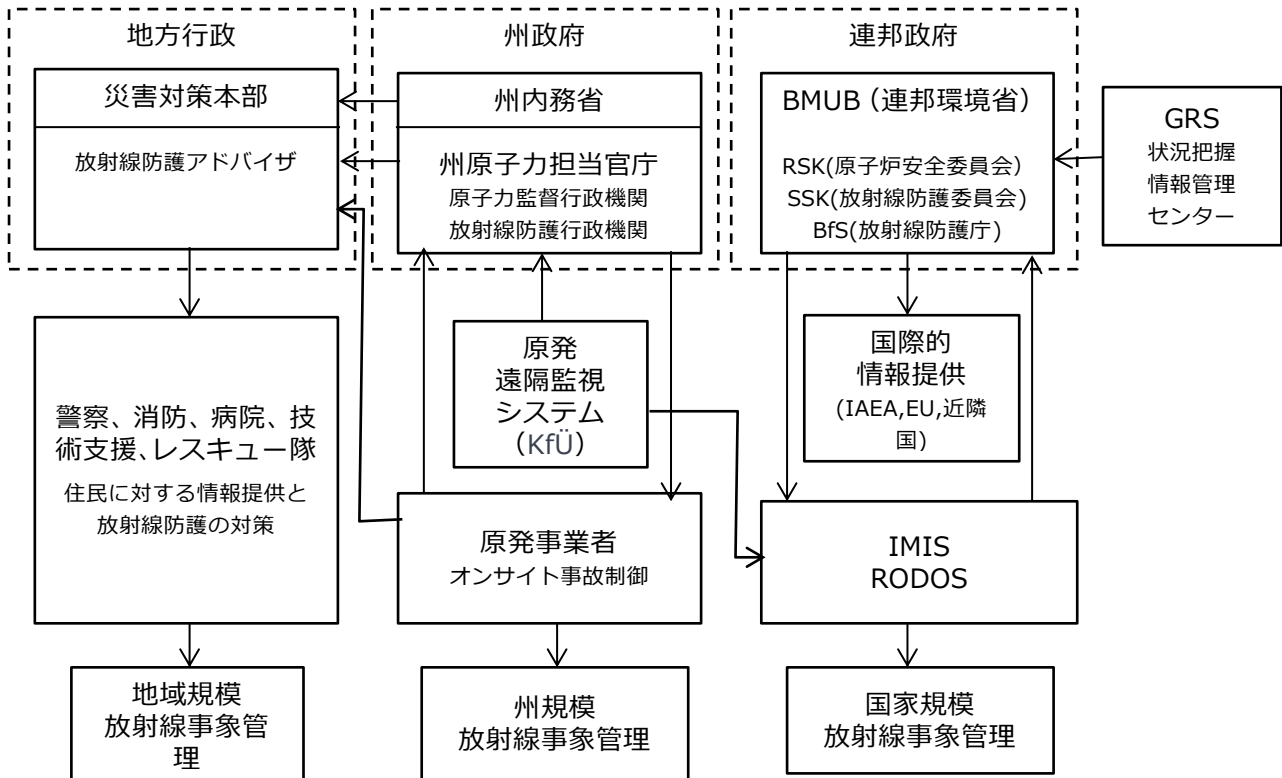 地方行政
災害対策本部
放射線防護アドバイザ
警察、消防、病院、技
術支援、レスキュー隊
住民に対する情報提供と
放射線防護の対策
地域規模
放射線事象管
理
州政府
州内務省
州原子力担当官庁
原子力監督行政機関
放射線防護行政機関
原発
遠隔監視
システム
(KfÜ)
原発事業者
オンサイト事故制御
州規模
放射線事象管理
連邦政府
BMUB(連邦環境省)
RSK(原子炉安全委員会)
SSK(放射線防護委員会)
BfS(放射線防護庁)
国際的
情報提供
(IAEA,EU,近隣
国)
IMIS
RODOS
国家規模
放射線事象管理
GRS
状況把握
情報管理
センター